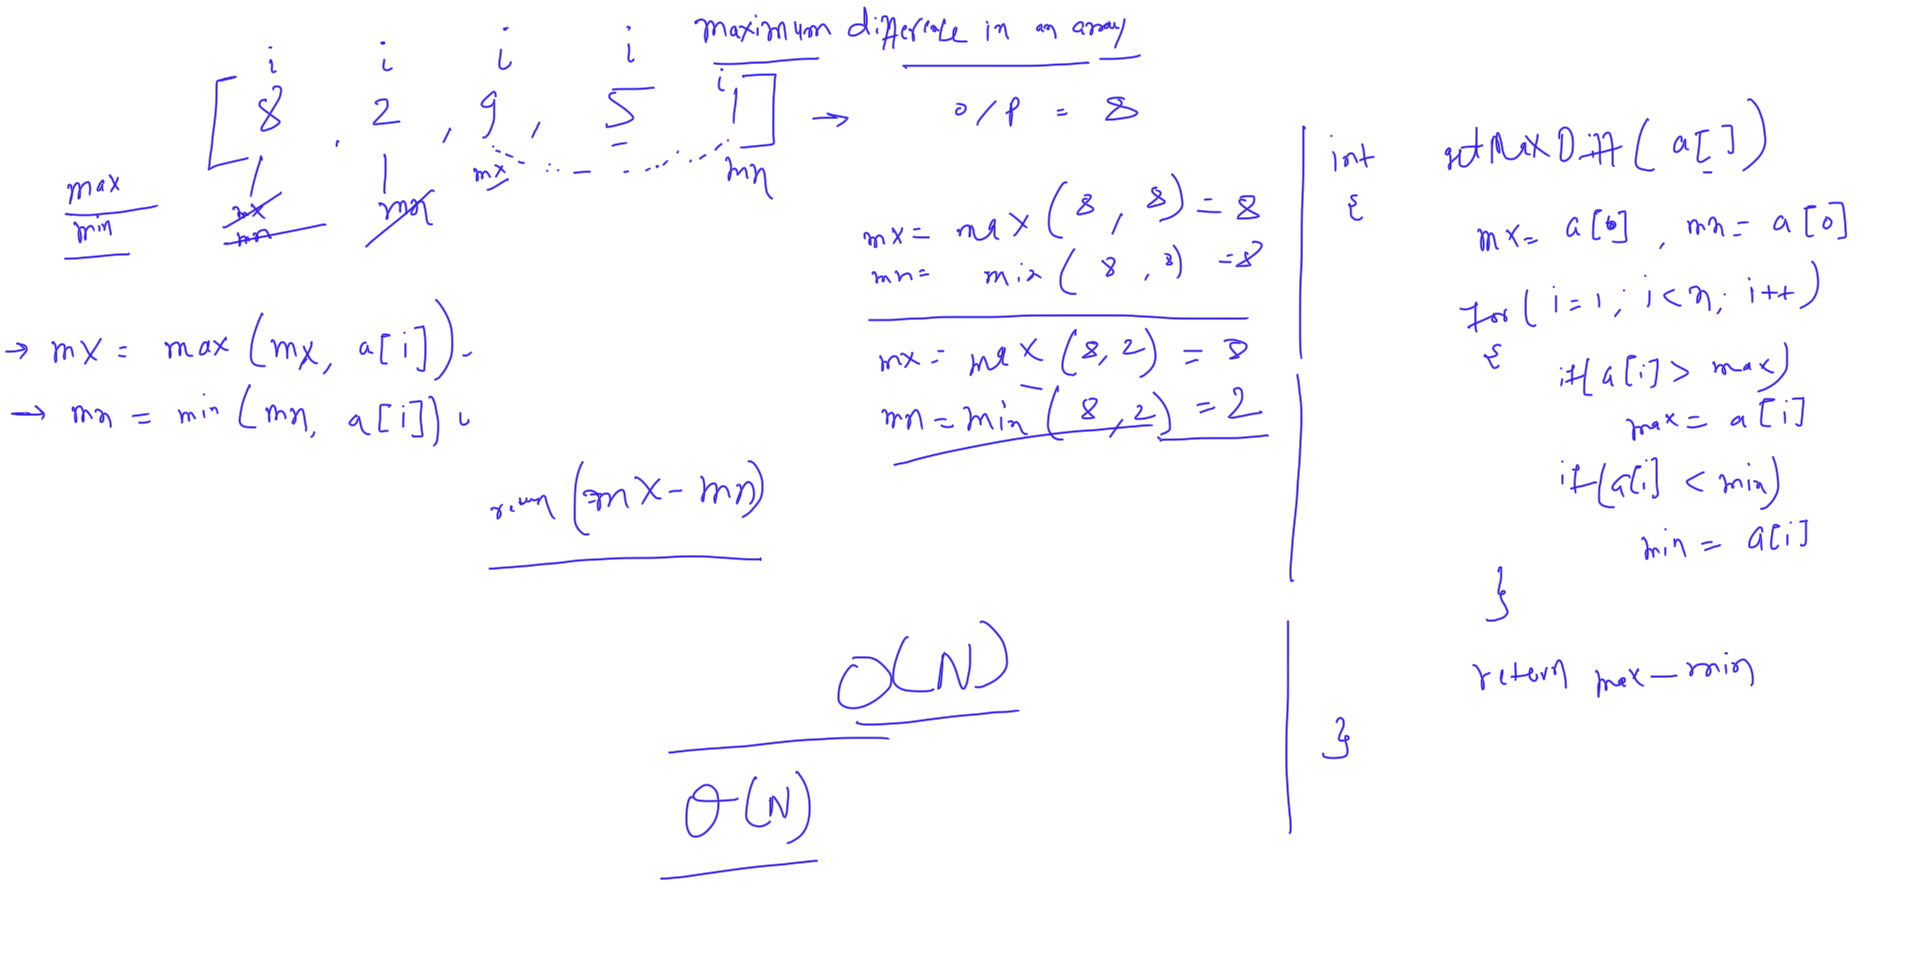 maximum difference in an array
i i i i i
[ 8 , 2 , 9 , 5 1 ] → o/p = 8
mx mn
max
min
mx mn
mn
→ mx = max (mx, a[i]).
→ mn = min (mn, a[i]).
(mx - mn)
mx = max (8, 8) = 8
mn = min (8, 8) = 8
mx = max (8, 2) = 8
mn = min (8, 2) = 2
O(N)
θ(N)
int getMaxDiff ( a[] )
{
mx = a[0] , mn = a[0]
for ( i = 1; i < n; i++ )
{
if( a[i] > max)
max = a[i]
if( a[i] < min)
min = a[i]
}
return max - min
}